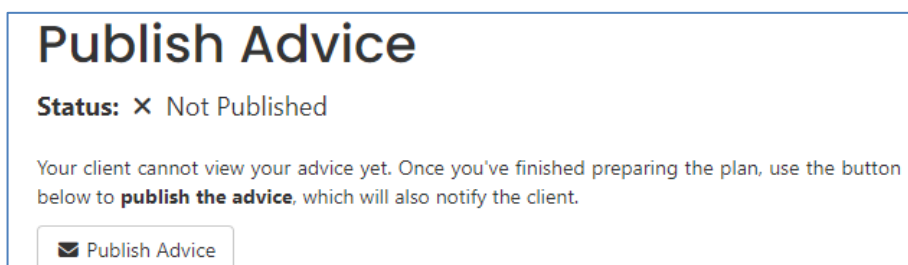 Publish Advice
Status: ✕ Not Published
Your client cannot view your advice yet. Once you've finished preparing the plan, use the button
below to publish the advice, which will also notify the client.
Publish Advice